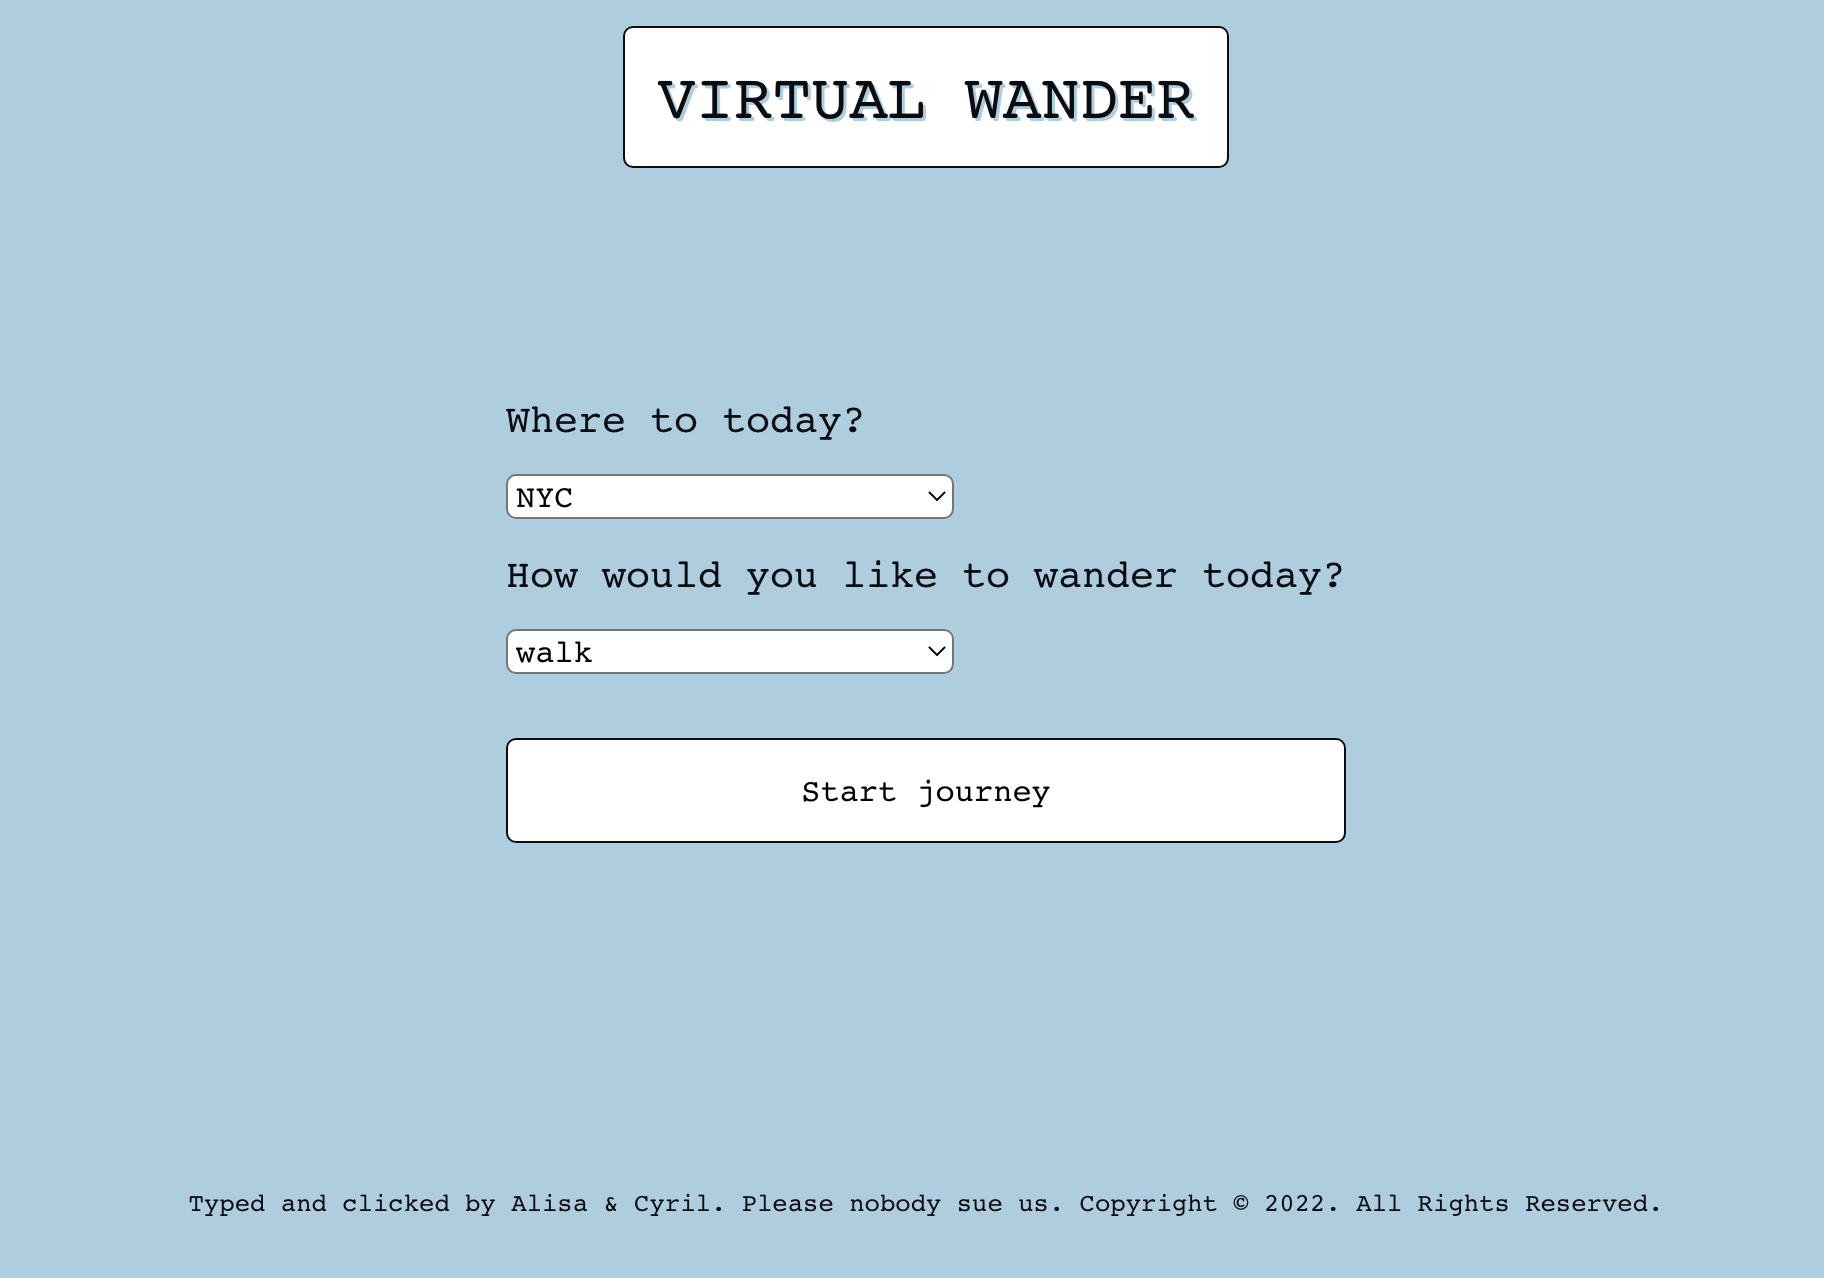 VIRTUAL WANDER
Where to today?
NYC
How would you like to wander today?
walk
Start journey
Typed and clicked by Alisa & Cyril. Please nobody sue us. Copyright © 2022. All Rights Reserved.